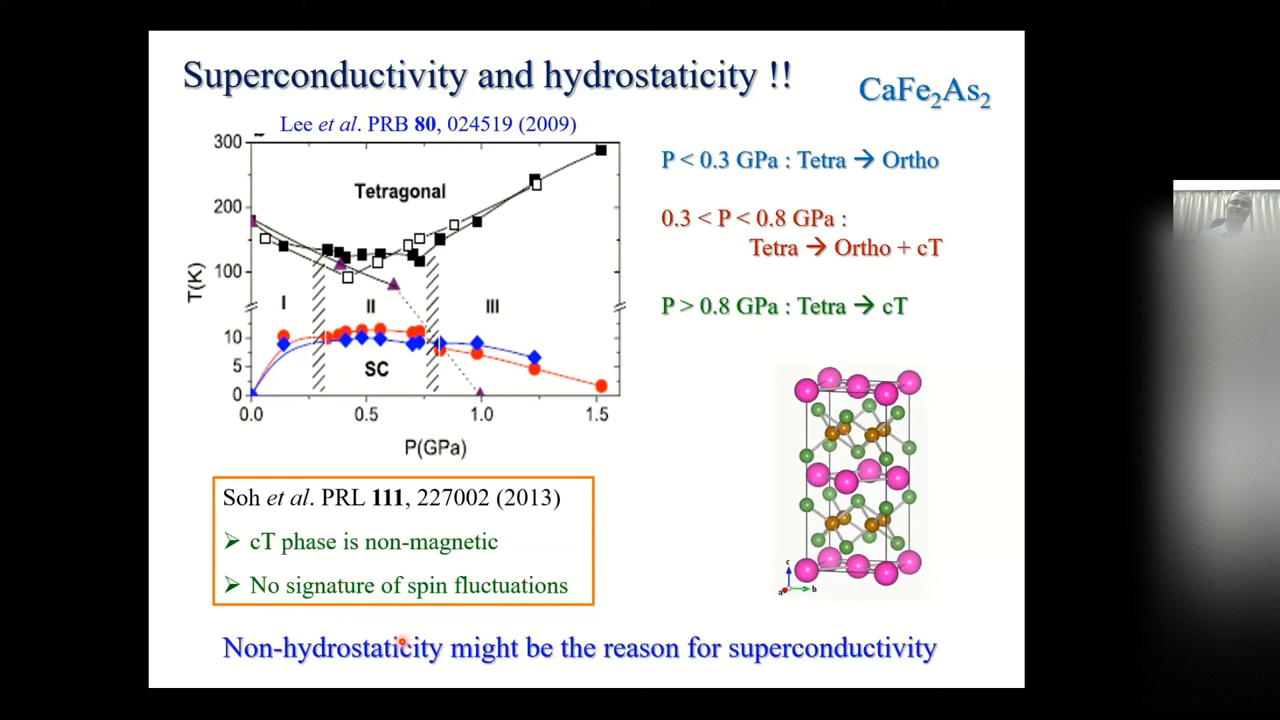 Superconductivity and hydrostaticity !!
CaFe₂As₂
Lee et al. PRB 80, 024519 (2009)
300
200
100
10
5
0
T(K)
Tetragonal
I
II
III
SC
0.0
0.5
1.0
1.5
P(GPa)
P < 0.3 GPa : Tetra → Ortho
0.3 < P < 0.8 GPa :
Tetra → Ortho + cT
P > 0.8 GPa : Tetra → cT
c
a
b
Soh et al. PRL 111, 227002 (2013)
➢ cT phase is non-magnetic
➢ No signature of spin fluctuations
Non-hydrostaticity might be the reason for superconductivity